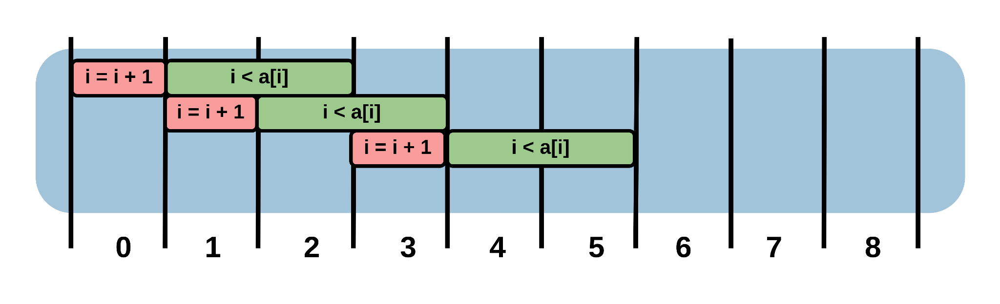 i = i + 1 i < a[i]
i = i + 1 i < a[i]
i = i + 1 i < a[i]
0 1 2 3 4 5 6 7 8